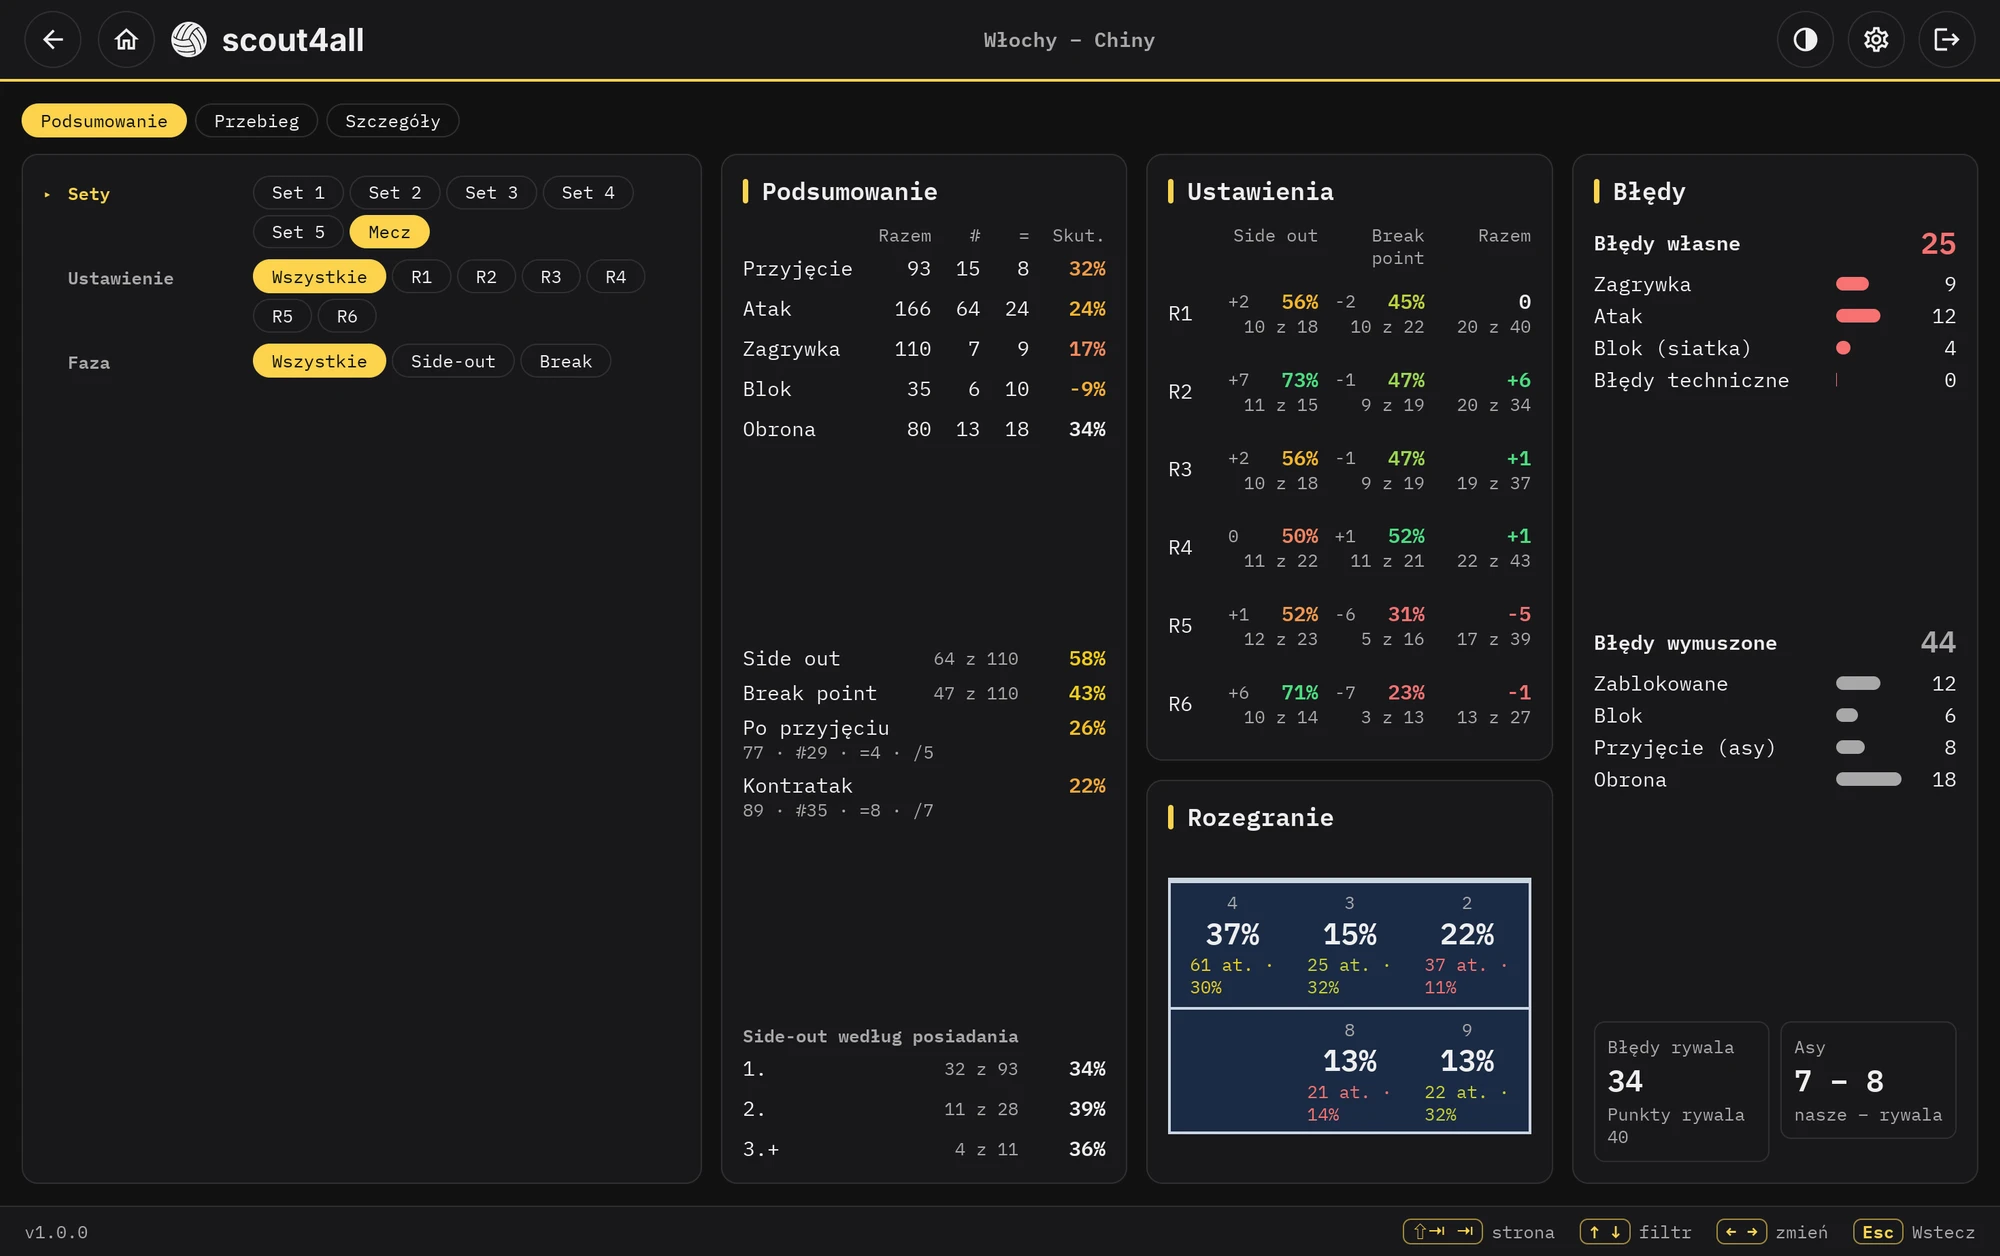 scout4all
Włochy – Chiny
Podsumowanie Przebieg Szczegóły
▸ Sety
Set 1 Set 2 Set 3 Set 4
Set 5 Mecz
Ustawienie
Wszystkie R1 R2 R3 R4
R5 R6
Faza
Wszystkie Side-out Break
Podsumowanie
Razem # = Skut.
Przyjęcie 93 15 8 32%
Atak 166 64 24 24%
Zagrywka 110 7 9 17%
Blok 35 6 10 -9%
Obrona 80 13 18 34%
Side out 64 z 110 58%
Break point 47 z 110 43%
Po przyjęciu 26%
77 · #29 · =4 · /5
Kontratak 22%
89 · #35 · =8 · /7
Side-out według posiadania
1. 32 z 93 34%
2. 11 z 28 39%
3.+ 4 z 11 36%
Ustawienia
Side out Break point Razem
R1 +2 56% -2 45% 0
10 z 18 10 z 22 20 z 40
R2 +7 73% -1 47% +6
11 z 15 9 z 19 20 z 34
R3 +2 56% -1 47% +1
10 z 18 9 z 19 19 z 37
R4 0 50% +1 52% +1
11 z 22 11 z 21 22 z 43
R5 +1 52% -6 31% -5
12 z 23 5 z 16 17 z 39
R6 +6 71% -7 23% -1
10 z 14 3 z 13 13 z 27
Rozegranie
4 3 2
37% 15% 22%
61 at. · 25 at. · 37 at. ·
30% 32% 11%
8 9
13% 13%
21 at. · 22 at. ·
14% 32%
Błędy
Błędy własne 25
Zagrywka 9
Atak 12
Blok (siatka) 4
Błędy techniczne 0
Błędy wymuszone 44
Zablokowane 12
Blok 6
Przyjęcie (asy) 8
Obrona 18
Błędy rywala
34
Punkty rywala
40
Asy
7 – 8
nasze – rywala
v1.0.0
⇧⇥ ⇥ strona ↑ ↓ filtr ← → zmień Esc Wstecz